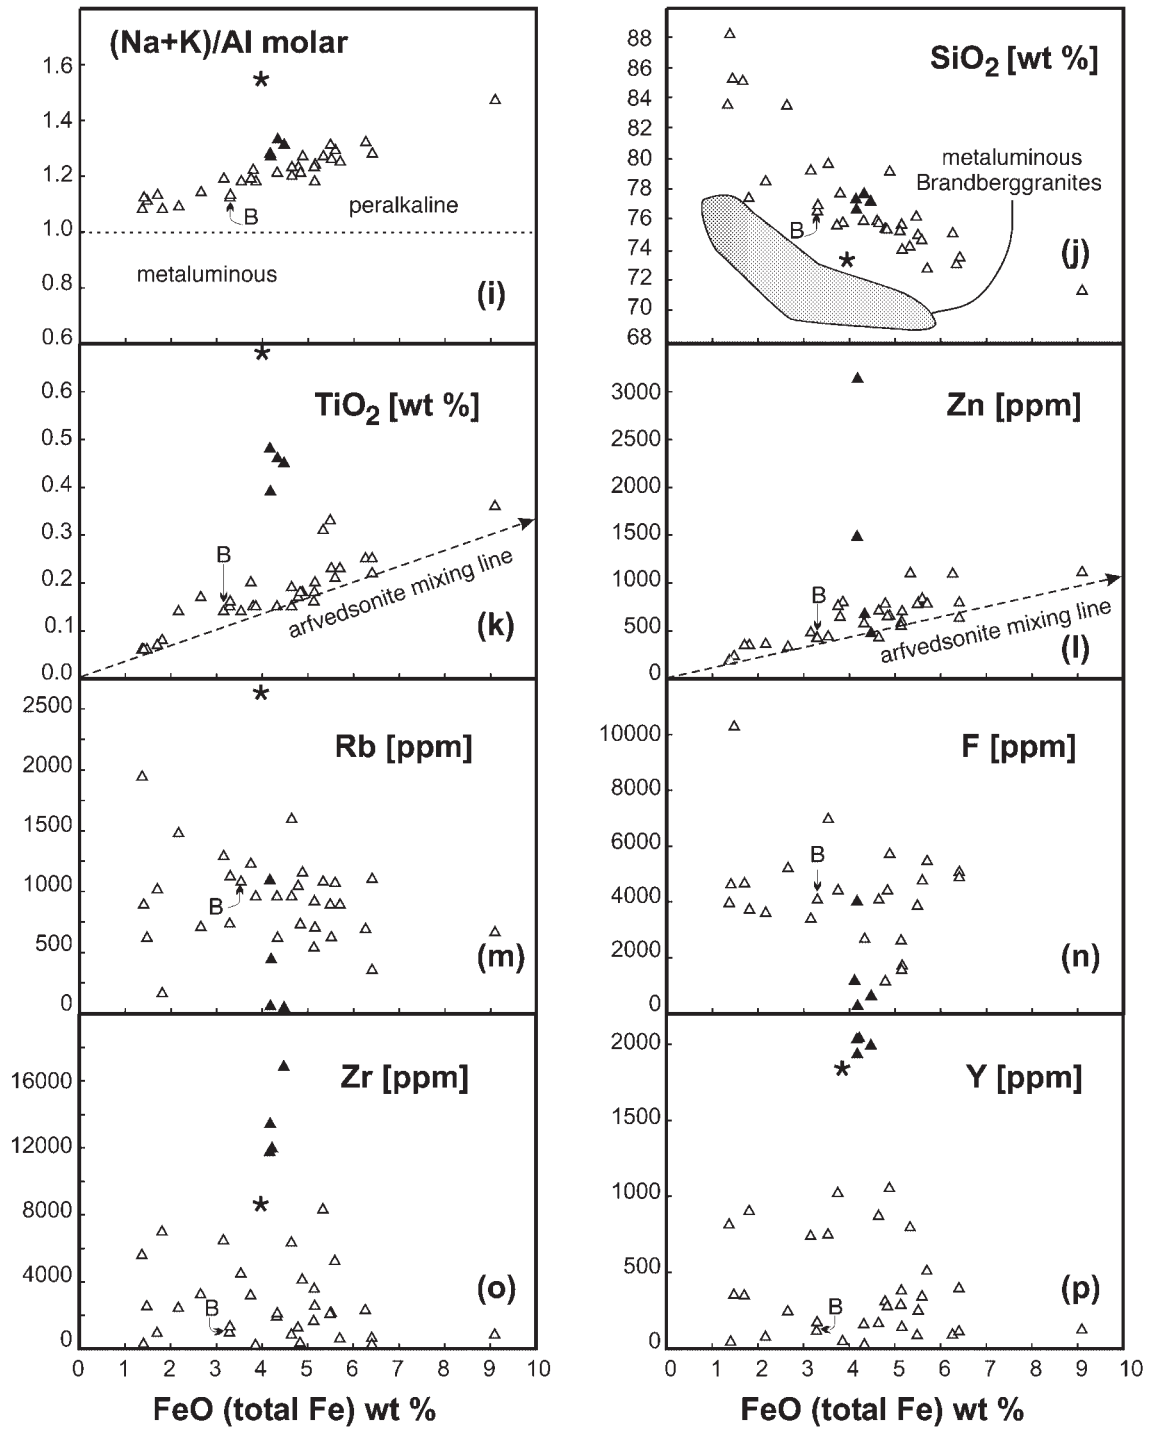 (Na+K)/Al molar
1.6
1.4
1.2
1.0
0.8
0.6
B
peralkaline
metaluminous
(i)
SiO2 [wt %]
88
86
84
82
80
78
76
74
72
70
68
metaluminous
Brandberggranites
B
(j)
TiO2 [wt %]
0.6
0.5
0.4
0.3
0.2
0.1
0.0
B
arfvedsonite mixing line
(k)
Zn [ppm]
3000
2500
2000
1500
1000
500
0
B
arfvedsonite mixing line
(l)
Rb [ppm]
2500
2000
1500
1000
500
0
B
(m)
F [ppm]
10000
8000
6000
4000
2000
0
B
(n)
Zr [ppm]
16000
12000
8000
4000
0
B
(o)
0 1 2 3 4 5 6 7 8 9 10
FeO (total Fe) wt %
Y [ppm]
2000
1500
1000
500
0
B
(p)
0 1 2 3 4 5 6 7 8 9 10
FeO (total Fe) wt %